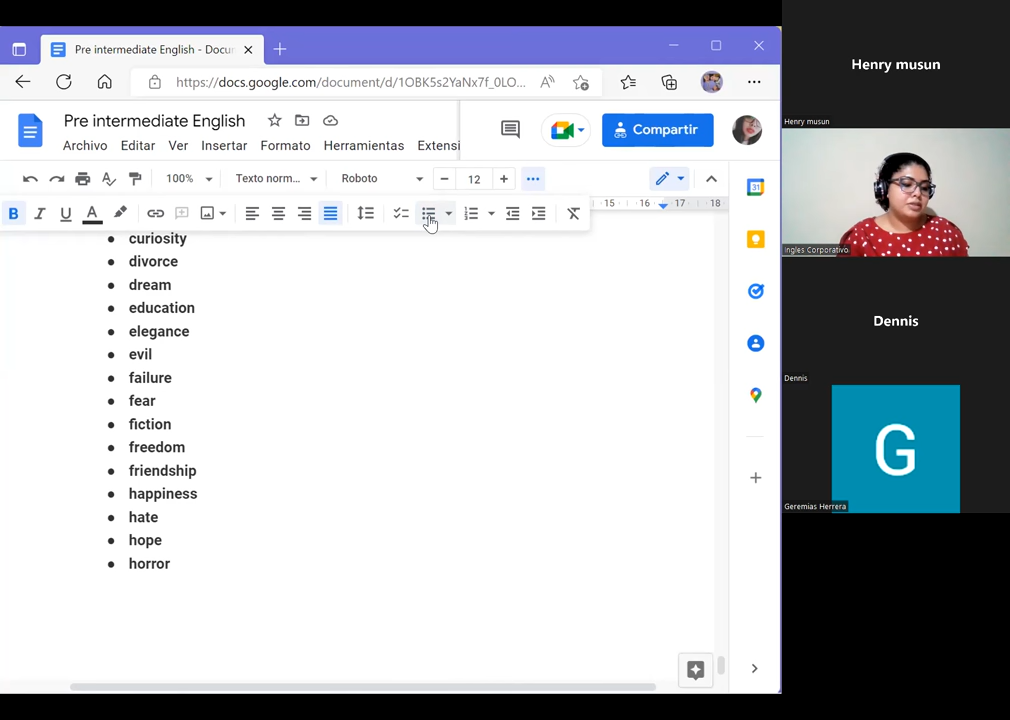 Pre intermediate English - Docu
https://docs.google.com/document/d/1OBK5s2YaNx7f_0LO...
Pre intermediate English
Archivo Editar Ver Insertar Formato Herramientas Extensi
Compartir
100% Texto norm... Roboto 12
15 16 17 18
curiosity
divorce
dream
education
elegance
evil
failure
fear
fiction
freedom
friendship
happiness
hate
hope
horror
31
Henry musun
Henry musun
Ingles Corporativo
Dennis
Dennis
G
Geremias Herrera